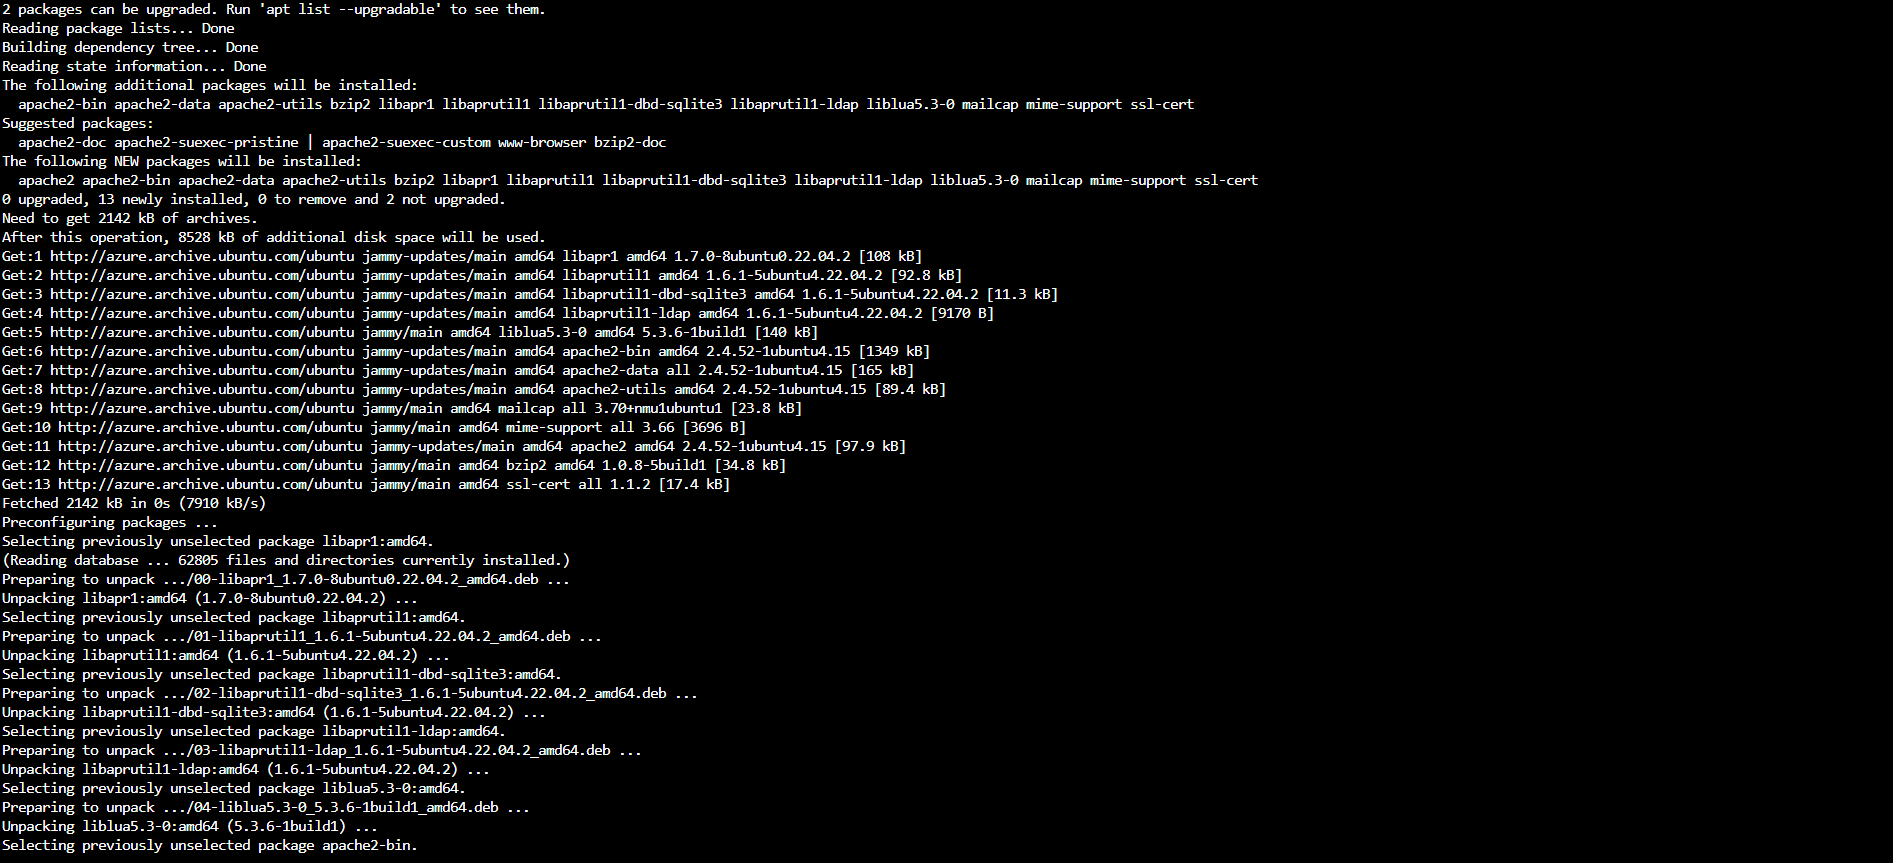 2 packages can be upgraded. Run 'apt list --upgradable' to see them.
Reading package lists... Done
Building dependency tree... Done
Reading state information... Done
The following additional packages will be installed:
  apache2-bin apache2-data apache2-utils bzip2 libapr1 libaprutil1 libaprutil1-dbd-sqlite3 libaprutil1-ldap liblua5.3-0 mailcap mime-support ssl-cert
Suggested packages:
  apache2-doc apache2-suexec-pristine | apache2-suexec-custom www-browser bzip2-doc
The following NEW packages will be installed:
  apache2 apache2-bin apache2-data apache2-utils bzip2 libapr1 libaprutil1 libaprutil1-dbd-sqlite3 libaprutil1-ldap liblua5.3-0 mailcap mime-support ssl-cert
0 upgraded, 13 newly installed, 0 to remove and 2 not upgraded.
Need to get 2142 kB of archives.
After this operation, 8528 kB of additional disk space will be used.
Get:1 http://azure.archive.ubuntu.com/ubuntu jammy-updates/main amd64 libapr1 amd64 1.7.0-8ubuntu0.22.04.2 [108 kB]
Get:2 http://azure.archive.ubuntu.com/ubuntu jammy-updates/main amd64 libaprutil1 amd64 1.6.1-5ubuntu4.22.04.2 [92.8 kB]
Get:3 http://azure.archive.ubuntu.com/ubuntu jammy-updates/main amd64 libaprutil1-dbd-sqlite3 amd64 1.6.1-5ubuntu4.22.04.2 [11.3 kB]
Get:4 http://azure.archive.ubuntu.com/ubuntu jammy-updates/main amd64 libaprutil1-ldap amd64 1.6.1-5ubuntu4.22.04.2 [9170 B]
Get:5 http://azure.archive.ubuntu.com/ubuntu jammy/main amd64 liblua5.3-0 amd64 5.3.6-1build1 [140 kB]
Get:6 http://azure.archive.ubuntu.com/ubuntu jammy-updates/main amd64 apache2-bin amd64 2.4.52-1ubuntu4.15 [1349 kB]
Get:7 http://azure.archive.ubuntu.com/ubuntu jammy-updates/main amd64 apache2-data all 2.4.52-1ubuntu4.15 [165 kB]
Get:8 http://azure.archive.ubuntu.com/ubuntu jammy-updates/main amd64 apache2-utils amd64 2.4.52-1ubuntu4.15 [89.4 kB]
Get:9 http://azure.archive.ubuntu.com/ubuntu jammy/main amd64 mailcap all 3.70+nmu1ubuntu1 [23.8 kB]
Get:10 http://azure.archive.ubuntu.com/ubuntu jammy/main amd64 mime-support all 3.66 [3696 B]
Get:11 http://azure.archive.ubuntu.com/ubuntu jammy-updates/main amd64 apache2 amd64 2.4.52-1ubuntu4.15 [97.9 kB]
Get:12 http://azure.archive.ubuntu.com/ubuntu jammy/main amd64 bzip2 amd64 1.0.8-5build1 [34.8 kB]
Get:13 http://azure.archive.ubuntu.com/ubuntu jammy/main amd64 ssl-cert all 1.1.2 [17.4 kB]
Fetched 2142 kB in 0s (7910 kB/s)
Preconfiguring packages ...
Selecting previously unselected package libapr1:amd64.
(Reading database ... 62805 files and directories currently installed.)
Preparing to unpack .../00-libapr1_1.7.0-8ubuntu0.22.04.2_amd64.deb ...
Unpacking libapr1:amd64 (1.7.0-8ubuntu0.22.04.2) ...
Selecting previously unselected package libaprutil1:amd64.
Preparing to unpack .../01-libaprutil1_1.6.1-5ubuntu4.22.04.2_amd64.deb ...
Unpacking libaprutil1:amd64 (1.6.1-5ubuntu4.22.04.2) ...
Selecting previously unselected package libaprutil1-dbd-sqlite3:amd64.
Preparing to unpack .../02-libaprutil1-dbd-sqlite3_1.6.1-5ubuntu4.22.04.2_amd64.deb ...
Unpacking libaprutil1-dbd-sqlite3:amd64 (1.6.1-5ubuntu4.22.04.2) ...
Selecting previously unselected package libaprutil1-ldap:amd64.
Preparing to unpack .../03-libaprutil1-ldap_1.6.1-5ubuntu4.22.04.2_amd64.deb ...
Unpacking libaprutil1-ldap:amd64 (1.6.1-5ubuntu4.22.04.2) ...
Selecting previously unselected package liblua5.3-0:amd64.
Preparing to unpack .../04-liblua5.3-0_5.3.6-1build1_amd64.deb ...
Unpacking liblua5.3-0:amd64 (5.3.6-1build1) ...
Selecting previously unselected package apache2-bin.